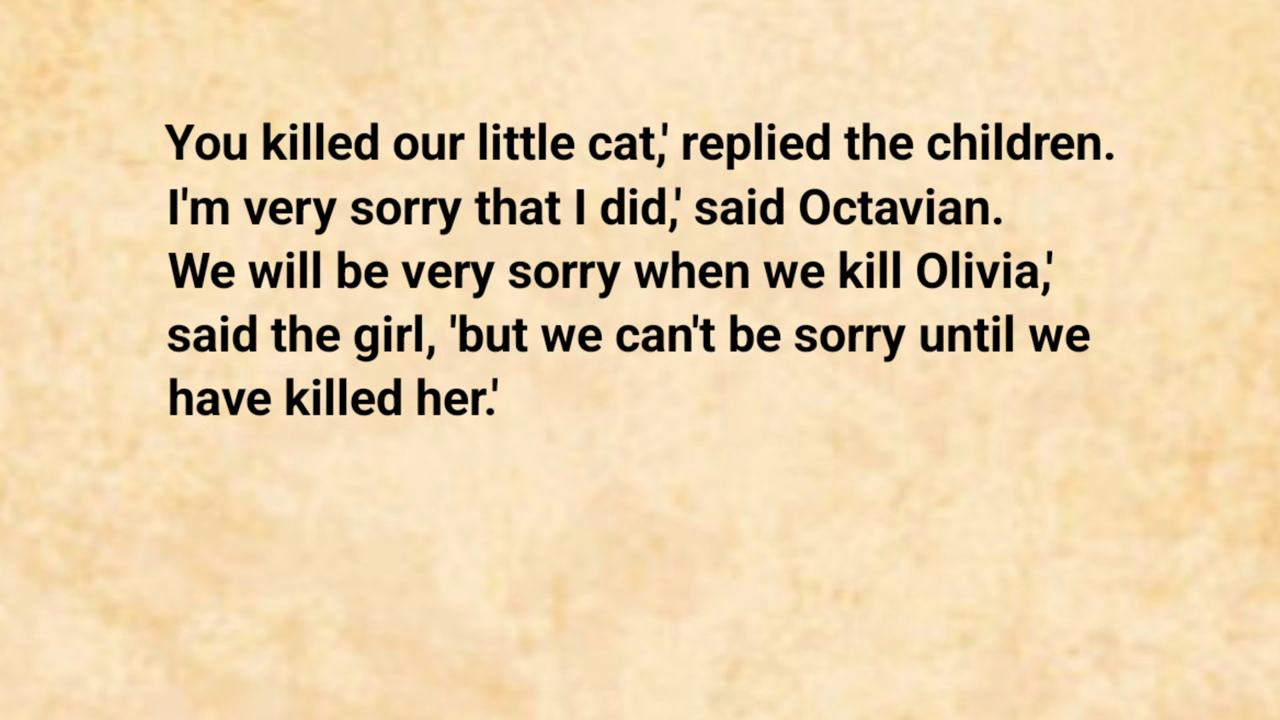 You killed our little cat,' replied the children.
I'm very sorry that I did,' said Octavian.
We will be very sorry when we kill Olivia,'
said the girl, 'but we can't be sorry until we
have killed her.'